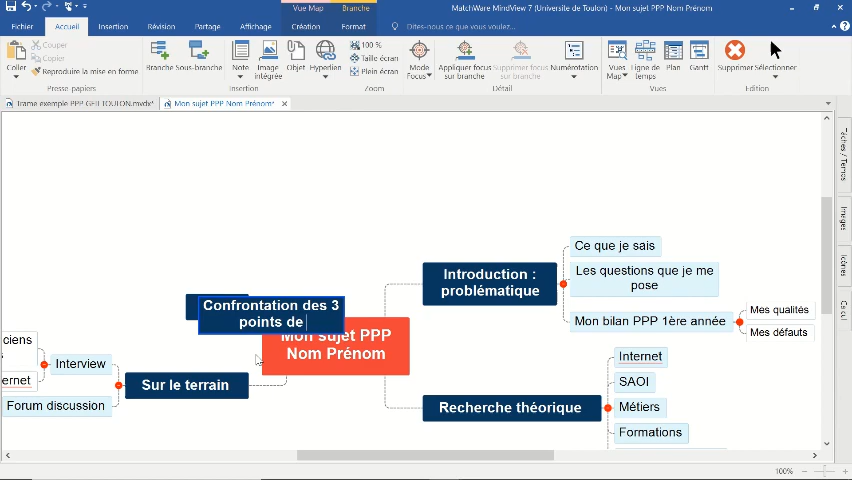 Vue Map Branche MatchWare MindView 7 (Universite de Toulon) - Mon sujet PPP Nom Prénom
Fichier Accueil Insertion Révision Partage Affichage Création Format Dites-nous ce que vous voulez...
Coller
Couper
Copier
Reproduire la mise en forme
Presse-papiers
Branche Sous-branche
Note
Image intégrée
Objet
Hyperlien
Insertion
100 %
Taille écran
Plein écran
Zoom
Mode Focus
Appliquer focus sur branche
Supprimer focus sur branche
Numérotation
Détail
Vues Map
Ligne de temps
Plan
Gantt
Vues
Supprimer
Sélectionner
Edition
Trame exemple PPP GEII TOULON.mvdx*
Mon sujet PPP Nom Prénom*
Confrontation des 3
points de
Mon sujet PPP
Nom Prénom
Introduction :
problématique
Ce que je sais
Les questions que je me
pose
Mon bilan PPP 1ère année
Mes qualités
Mes défauts
Recherche théorique
Internet
SAOI
Métiers
Formations
Sur le terrain
Interview
Forum discussion
ciens
s
ernet
Tâches / Temps
Images
Icônes
Calcul
100%